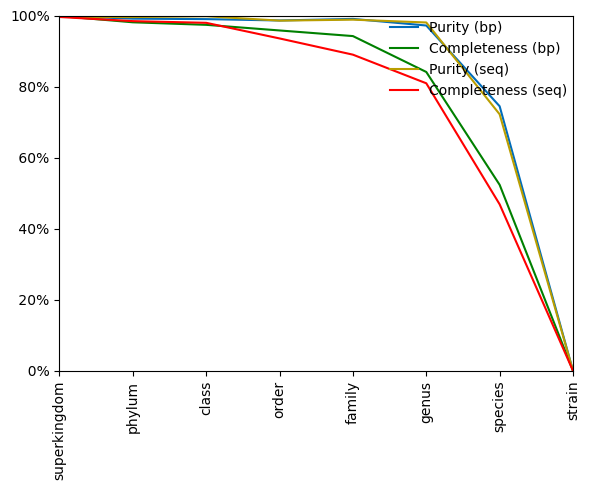 100%
80%
60%
40%
20%
0%
Purity (bp)
Completeness (bp)
Purity (seq)
Completeness (seq)
superkingdom
phylum
class
order
family
genus
species
strain